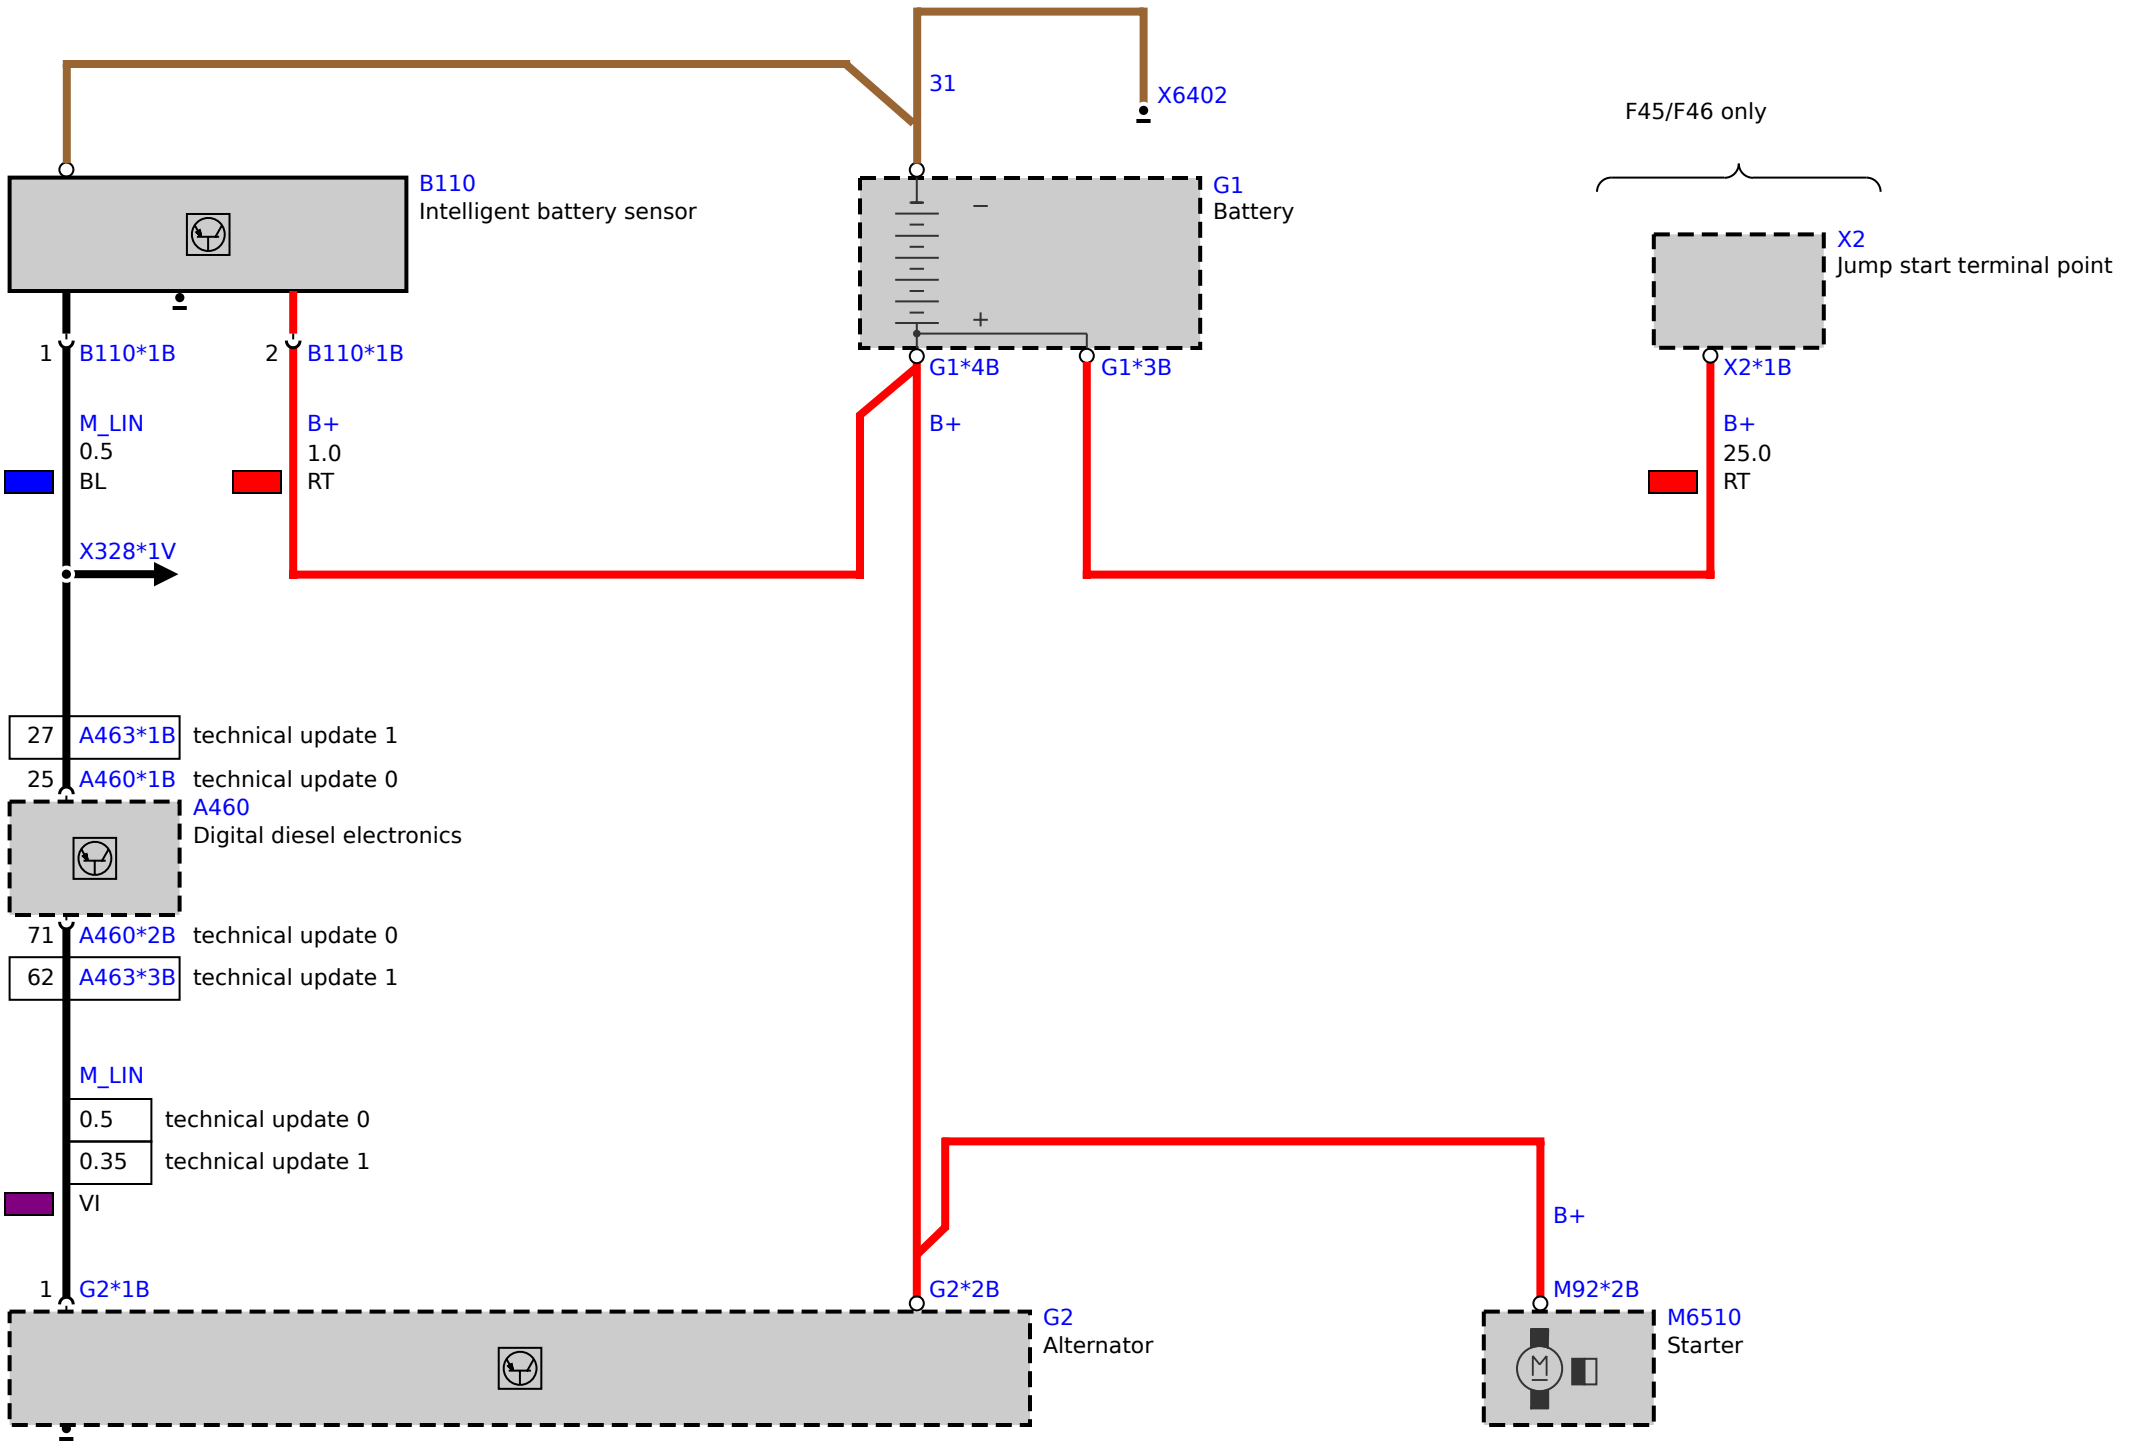 31
X6402
F45/F46 only
B110
Intelligent battery sensor
G1
Battery
−
+
X2
Jump start terminal point
1 B110*1B
2 B110*1B
G1*4B
G1*3B
X2*1B
M_LIN
0.5
BL
B+
1.0
RT
B+
B+
25.0
RT
X328*1V
27 A463*1B technical update 1
25 A460*1B technical update 0
A460
Digital diesel electronics
71 A460*2B technical update 0
62 A463*3B technical update 1
M_LIN
0.5 technical update 0
0.35 technical update 1
VI
B+
1 G2*1B
G2*2B
M92*2B
G2
Alternator
M6510
Starter
M